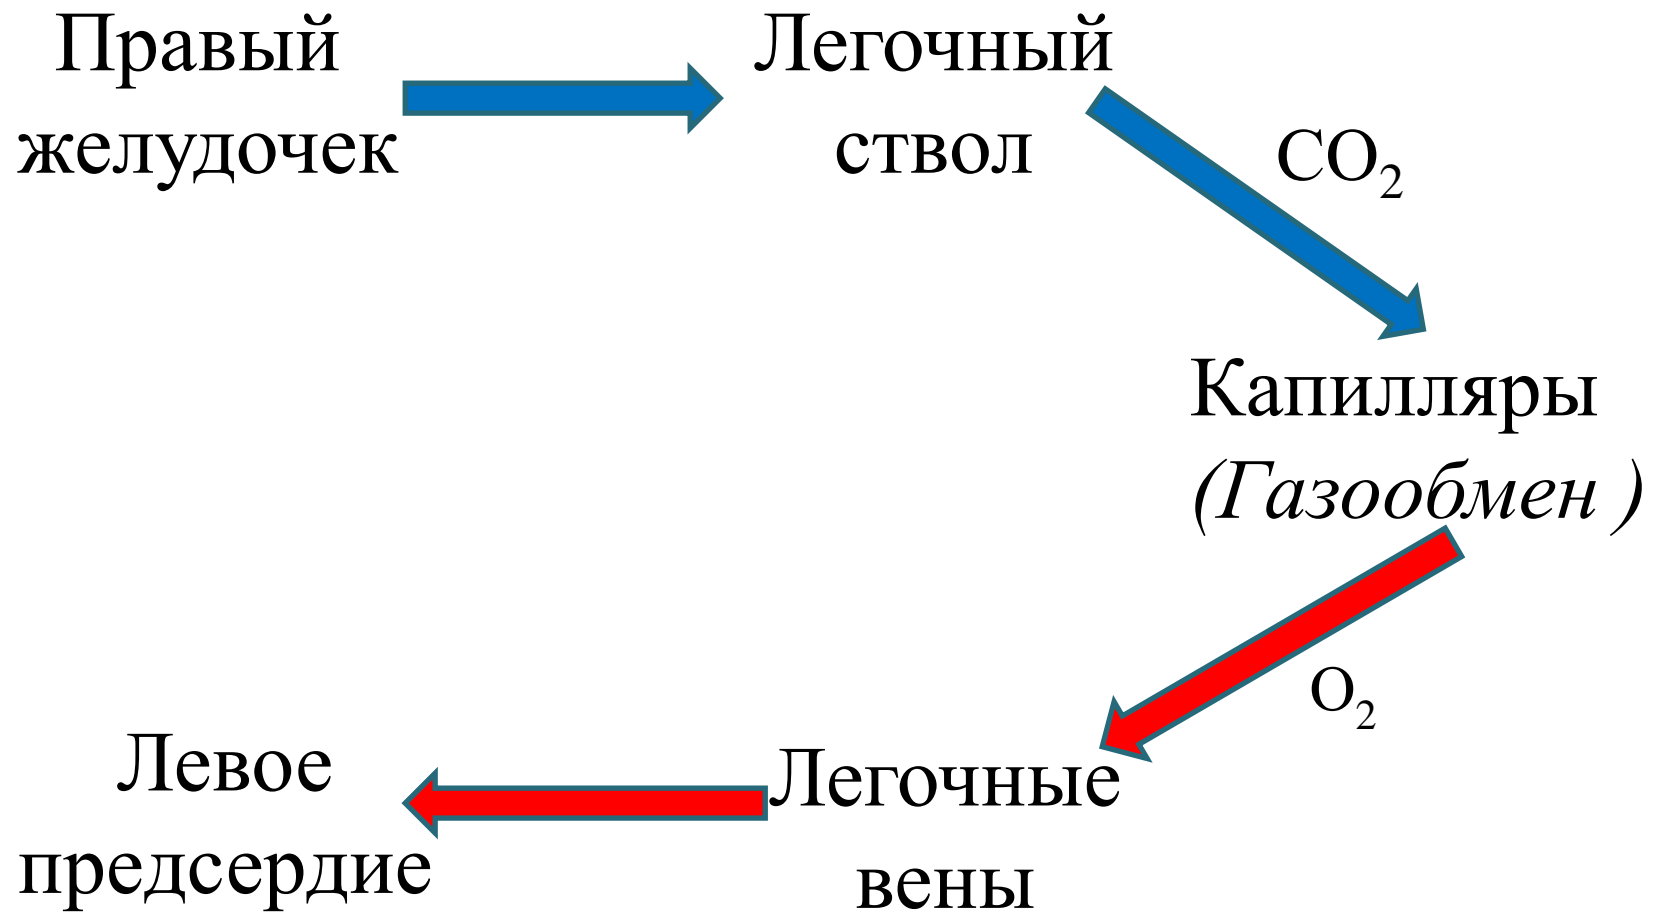 Правый
желудочек
Легочный
ствол
CO2
Капилляры
(Газообмен )
O2
Легочные
вены
Левое
предсердие